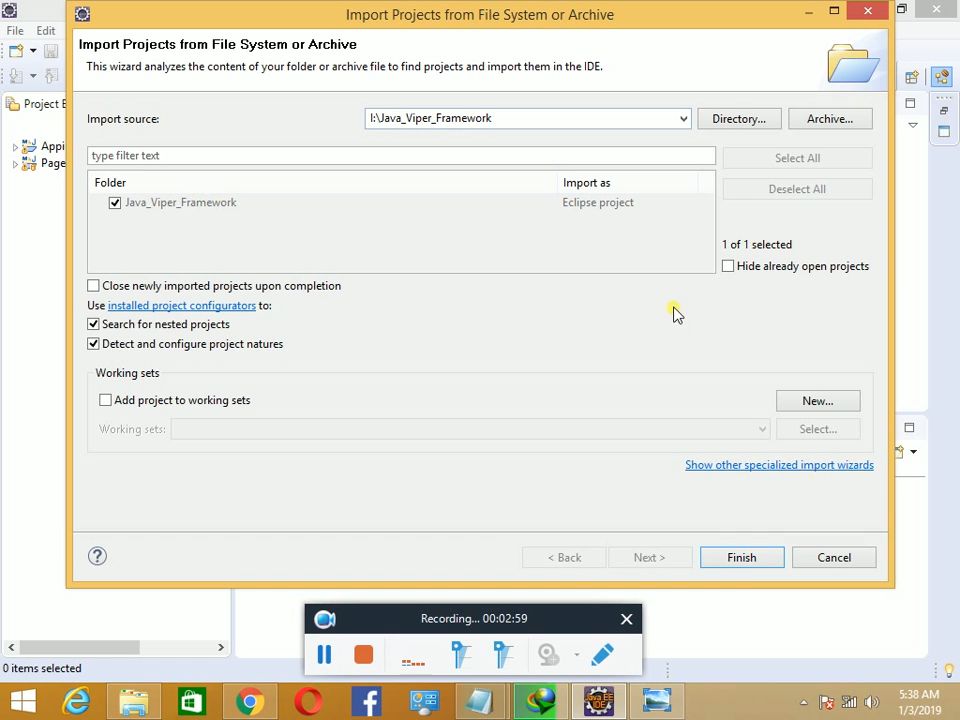 Import Projects from File System or Archive
File Edit
Import Projects from File System or Archive
This wizard analyzes the content of your folder or archive file to find projects and import them in the IDE.
Project E
Import source: I:\Java_Viper_Framework Directory... Archive...
Appi
Page
type filter text Select All
Folder Import as Deselect All
Java_Viper_Framework Eclipse project
1 of 1 selected
Hide already open projects
Close newly imported projects upon completion
Use installed project configurators to:
Search for nested projects
Detect and configure project natures
Working sets
Add project to working sets New...
Working sets: Select...
Show other specialized import wizards
? < Back Next > Finish Cancel
Recording... 00:02:59
0 items selected
Java EE
IDE
5:38 AM
1/3/2019